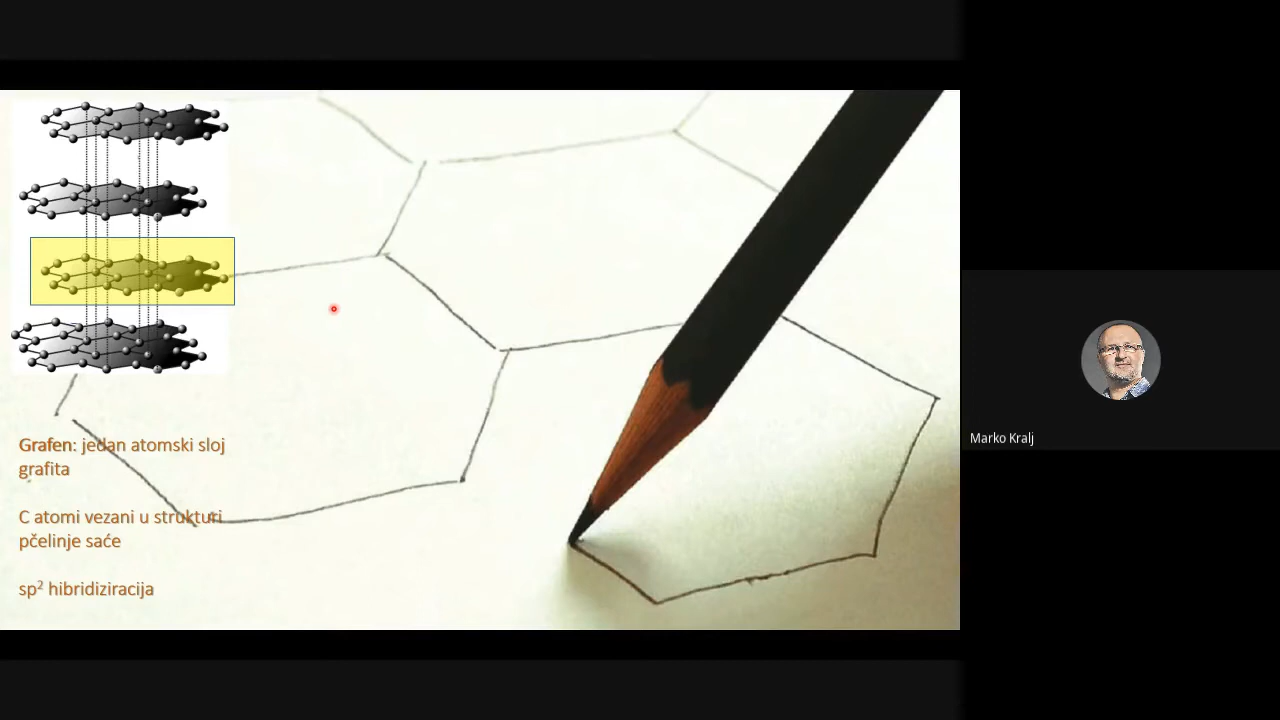 Grafen: jedan atomski sloj
grafita
C atomi vezani u strukturi
pčelinje saće
sp² hibridiziracija
Marko Kralj